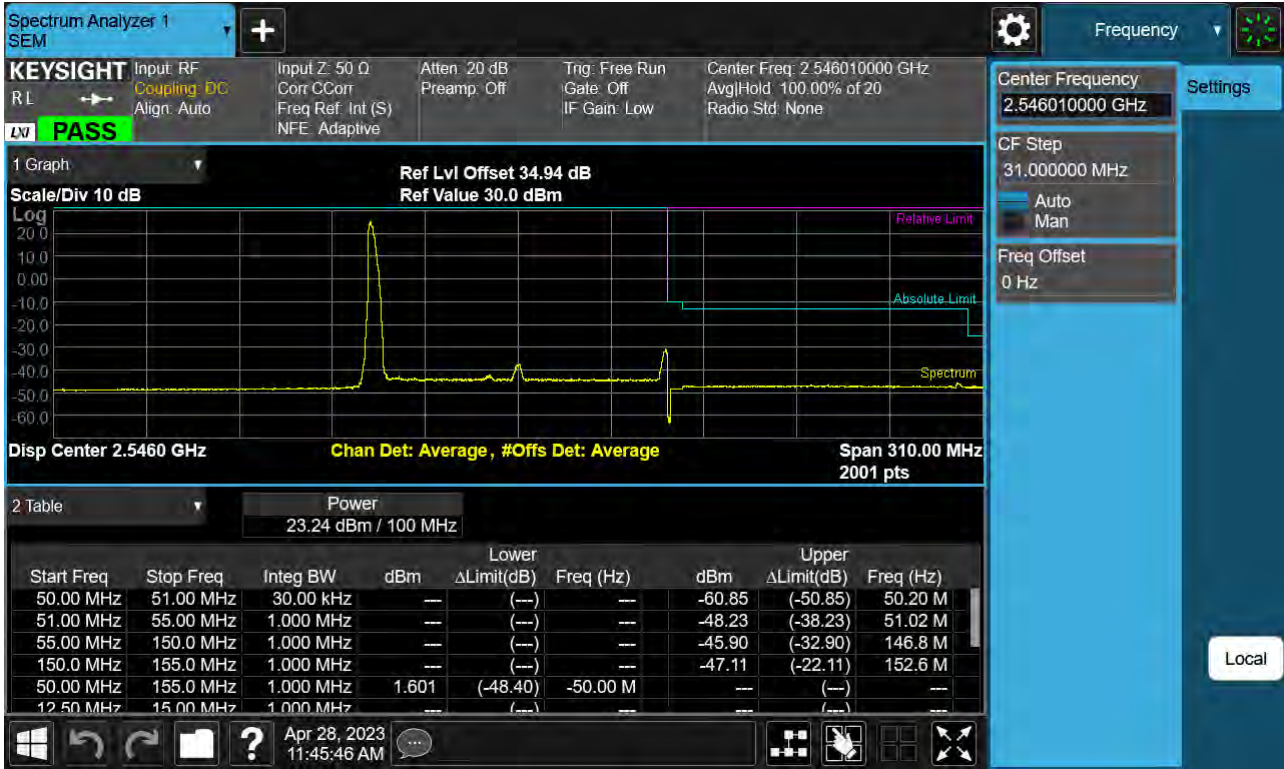 Spectrum Analyzer 1
SEM
Frequency
KEYSIGHT
RL
LXI
PASS
Input: RF
Coupling: DC
Align: Auto
Input Z: 50 Ω
Corr CCorr
Freq Ref: Int (S)
NFE: Adaptive
Atten: 20 dB
Preamp: Off
Trig: Free Run
Gate: Off
IF Gain: Low
Center Freq: 2.546010000 GHz
Avg|Hold: 100.00% of 20
Radio Std: None
Center Frequency
2.546010000 GHz
Settings
CF Step
31.000000 MHz
Auto
Man
Freq Offset
0 Hz
Local
1 Graph
Scale/Div 10 dB
Ref Lvl Offset 34.94 dB
Ref Value 30.0 dBm
Log
20.0
10.0
0.00
-10.0
-20.0
-30.0
-40.0
-50.0
-60.0
Relative Limit
Absolute Limit
Spectrum
Disp Center 2.5460 GHz
Chan Det: Average, #Offs Det: Average
Span 310.00 MHz
2001 pts
2 Table
Power
23.24 dBm / 100 MHz
Lower Upper
Start Freq Stop Freq Integ BW dBm ΔLimit(dB) Freq (Hz) dBm ΔLimit(dB) Freq (Hz)
50.00 MHz 51.00 MHz 30.00 kHz --- (---) --- -60.85 (-50.85) 50.20 M
51.00 MHz 55.00 MHz 1.000 MHz --- (---) --- -48.23 (-38.23) 51.02 M
55.00 MHz 150.0 MHz 1.000 MHz --- (---) --- -45.90 (-32.90) 146.8 M
150.0 MHz 155.0 MHz 1.000 MHz --- (---) --- -47.11 (-22.11) 152.6 M
50.00 MHz 155.0 MHz 1.000 MHz 1.601 (-48.40) -50.00 M --- (---) ---
12.50 MHz 15.00 MHz 1.000 MHz --- (---) --- --- (---) ---
Apr 28, 2023
11:45:46 AM